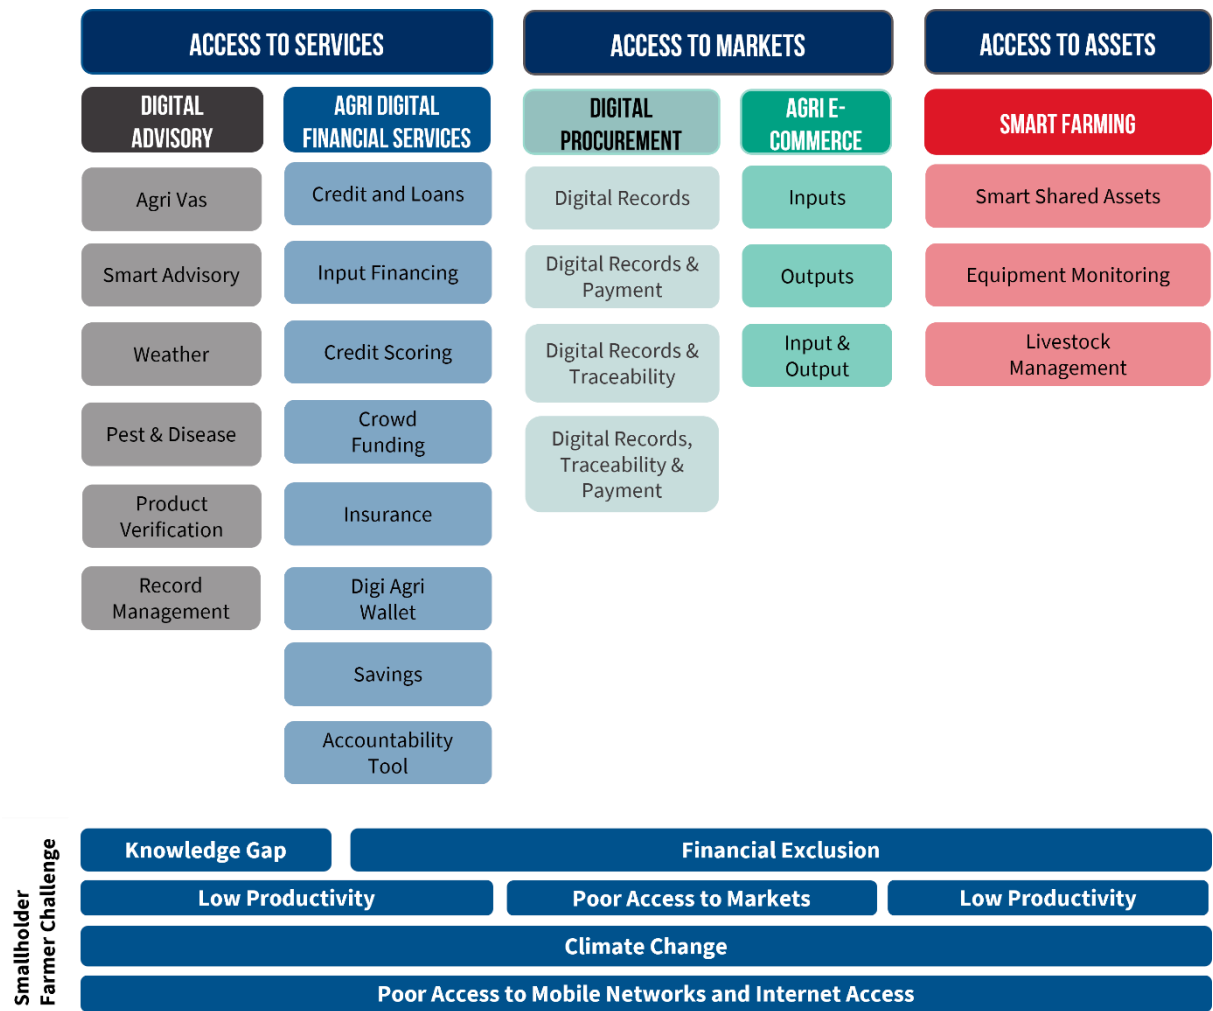 ACCESS TO SERVICES
ACCESS TO MARKETS
ACCESS TO ASSETS
DIGITAL
ADVISORY
AGRI DIGITAL
FINANCIAL SERVICES
DIGITAL
PROCUREMENT
AGRI E-
COMMERCE
SMART FARMING
Agri Vas
Smart Advisory
Weather
Pest & Disease
Product
Verification
Record
Management
Credit and Loans
Input Financing
Credit Scoring
Crowd
Funding
Insurance
Digi Agri
Wallet
Savings
Accountability
Tool
Digital Records
Digital Records &
Payment
Digital Records &
Traceability
Digital Records,
Traceability &
Payment
Inputs
Outputs
Input &
Output
Smart Shared Assets
Equipment Monitoring
Livestock
Management
Smallholder
Farmer Challenge
Knowledge Gap
Financial Exclusion
Low Productivity
Poor Access to Markets
Low Productivity
Climate Change
Poor Access to Mobile Networks and Internet Access